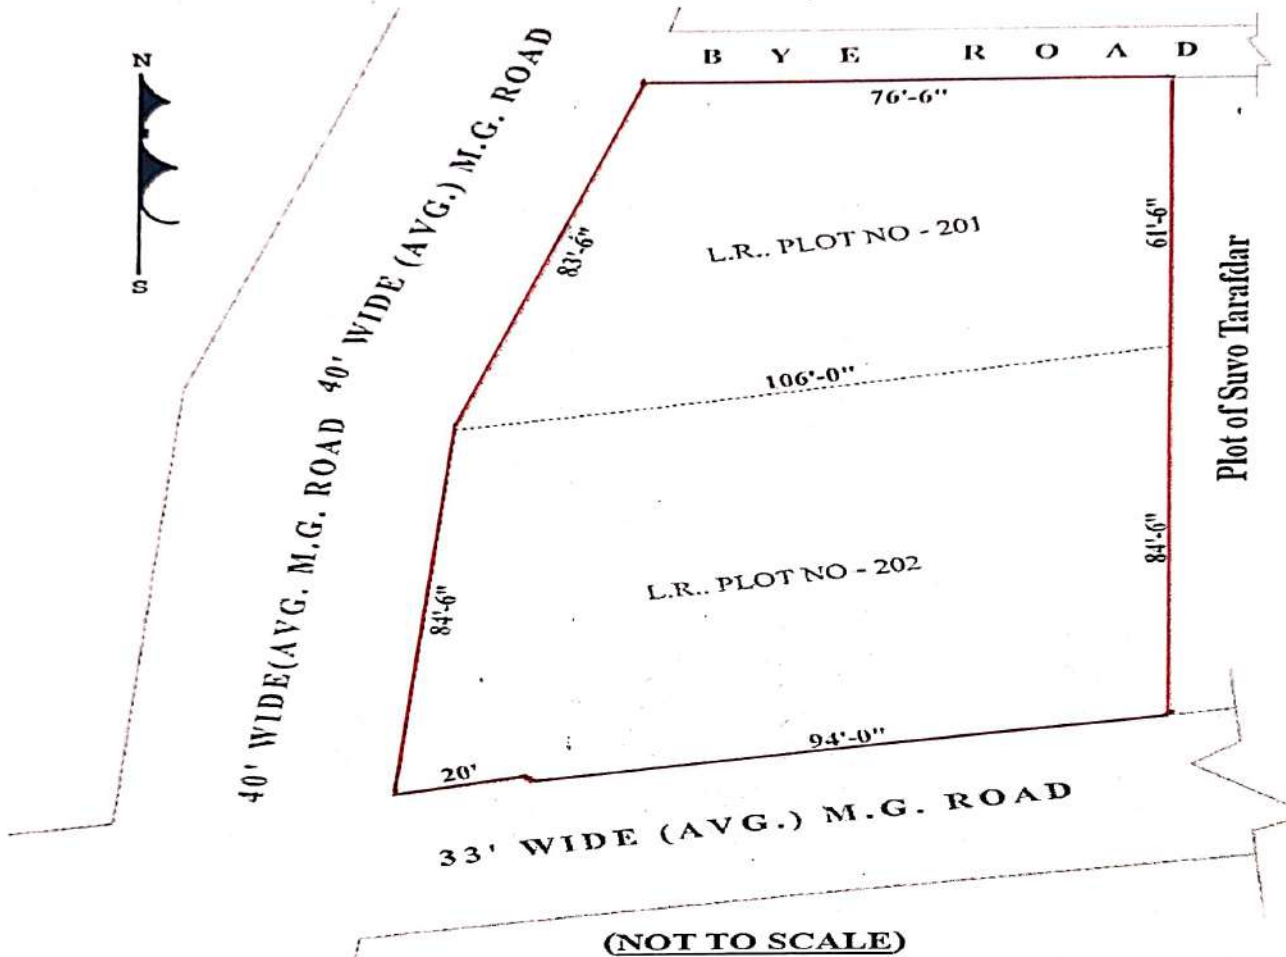 N
S
B Y E R O A D
76'-6"
40' WIDE (AVG.) M.G. ROAD
83'-6"
L.R.. PLOT NO - 201
61'-6"
Plot of Suvo Tarafdar
106'-0"
40' WIDE(AVG. M.G. ROAD
84'-6"
L.R.. PLOT NO - 202
84'-6"
20'
94'-0"
33' WIDE (AVG.) M.G. ROAD
(NOT TO SCALE)